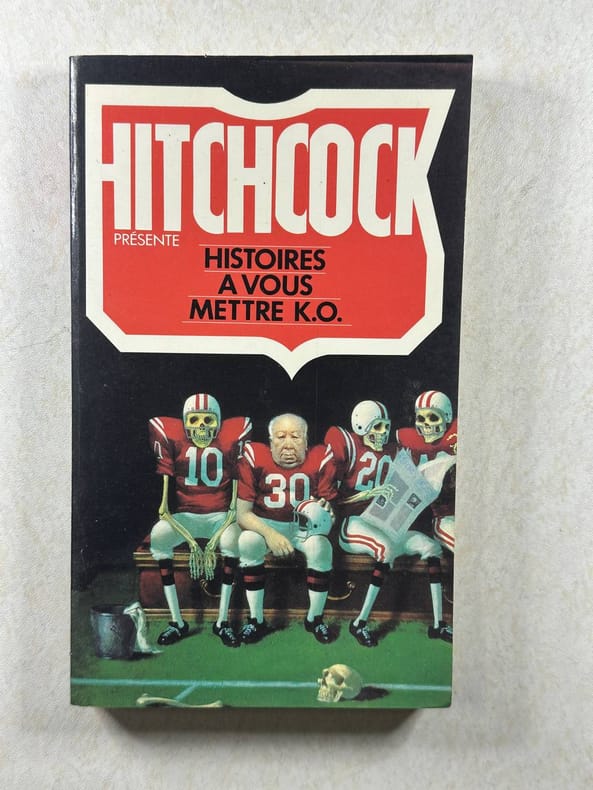 HITCHCOCK
PRÉSENTE
HISTOIRES
A VOUS
METTRE K.O.
10
30
20